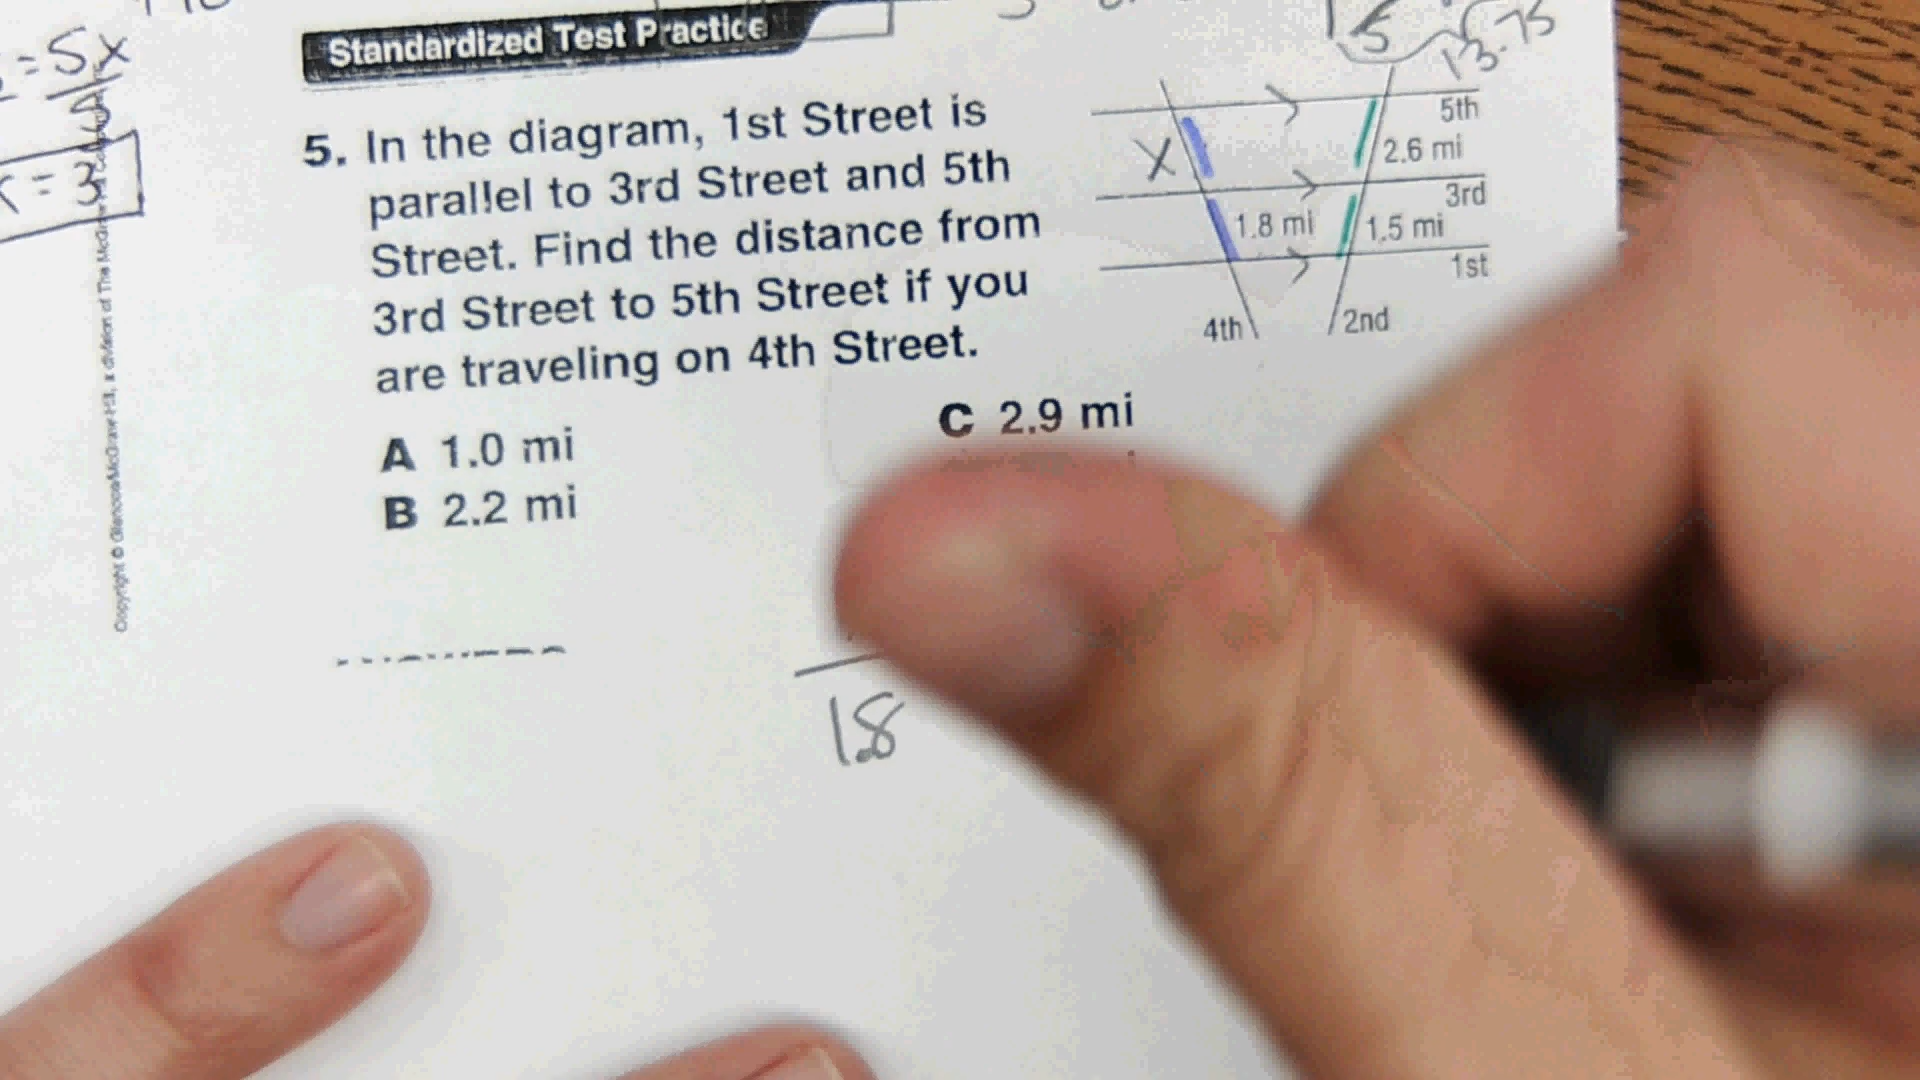 = 5x
Standardized Test Practice
15
13.75
5. In the diagram, 1st Street is
parallel to 3rd Street and 5th
Street. Find the distance from
3rd Street to 5th Street if you
are traveling on 4th Street.
5th
X
2.6 mi
3rd
1.8 mi
1.5 mi
1st
4th
2nd
A 1.0 mi
B 2.2 mi
C 2.9 mi
18